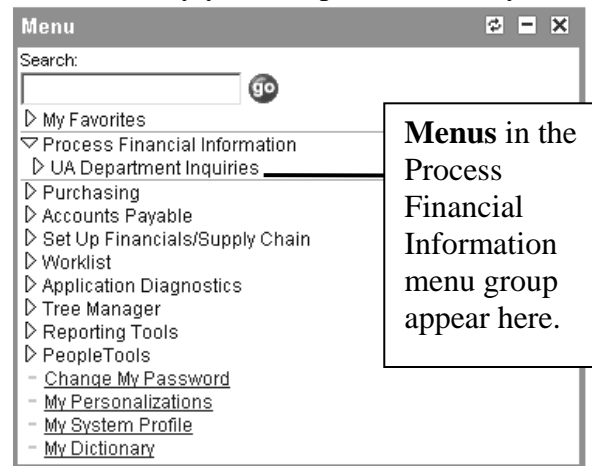 Menu
Search:
go
My Favorites
Process Financial Information
UA Department Inquiries
Purchasing
Accounts Payable
Set Up Financials/Supply Chain
Worklist
Application Diagnostics
Tree Manager
Reporting Tools
PeopleTools
Change My Password
My Personalizations
My System Profile
My Dictionary
Menus in the
Process
Financial
Information
menu group
appear here.